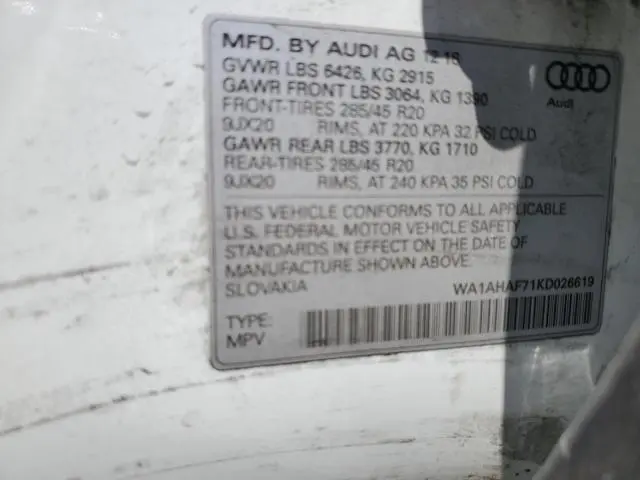 MFD. BY AUDI AG 12 18
GVWR LBS 6426, KG 2915
GAWR FRONT LBS 3064, KG 1390
FRONT-TIRES 285/45 R20
9JX20 RIMS, AT 220 KPA 32 PSI COLD
GAWR REAR LBS 3770, KG 1710
REAR-TIRES 285/45 R20
9JX20 RIMS, AT 240 KPA 35 PSI COLD
Audi
THIS VEHICLE CONFORMS TO ALL APPLICABLE
U.S. FEDERAL MOTOR VEHICLE SAFETY
STANDARDS IN EFFECT ON THE DATE OF
MANUFACTURE SHOWN ABOVE.
SLOVAKIA
WA1AHAF71KD026619
TYPE:
MPV